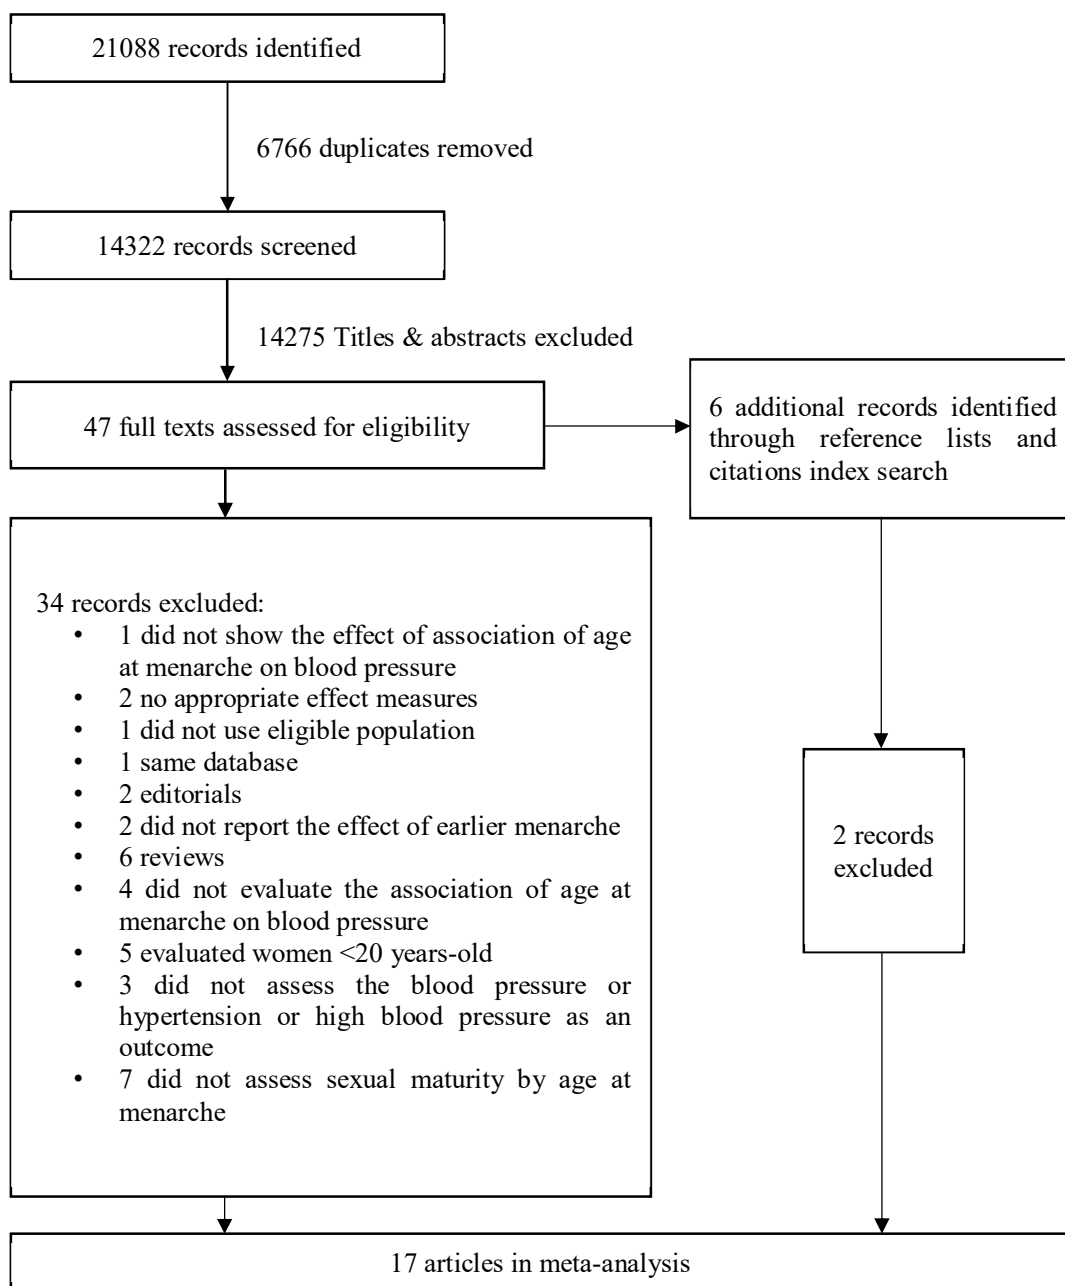 21088 records identified
6766 duplicates removed
14322 records screened
14275 Titles & abstracts excluded
47 full texts assessed for eligibility
6 additional records identified
through reference lists and
citations index search
34 records excluded:
• 1 did not show the effect of association of age
at menarche on blood pressure
• 2 no appropriate effect measures
• 1 did not use eligible population
• 1 same database
• 2 editorials
• 2 did not report the effect of earlier menarche
• 6 reviews
• 4 did not evaluate the association of age at
menarche on blood pressure
• 5 evaluated women <20 years-old
• 3 did not assess the blood pressure or
hypertension or high blood pressure as an
outcome
• 7 did not assess sexual maturity by age at
menarche
2 records
excluded
17 articles in meta-analysis